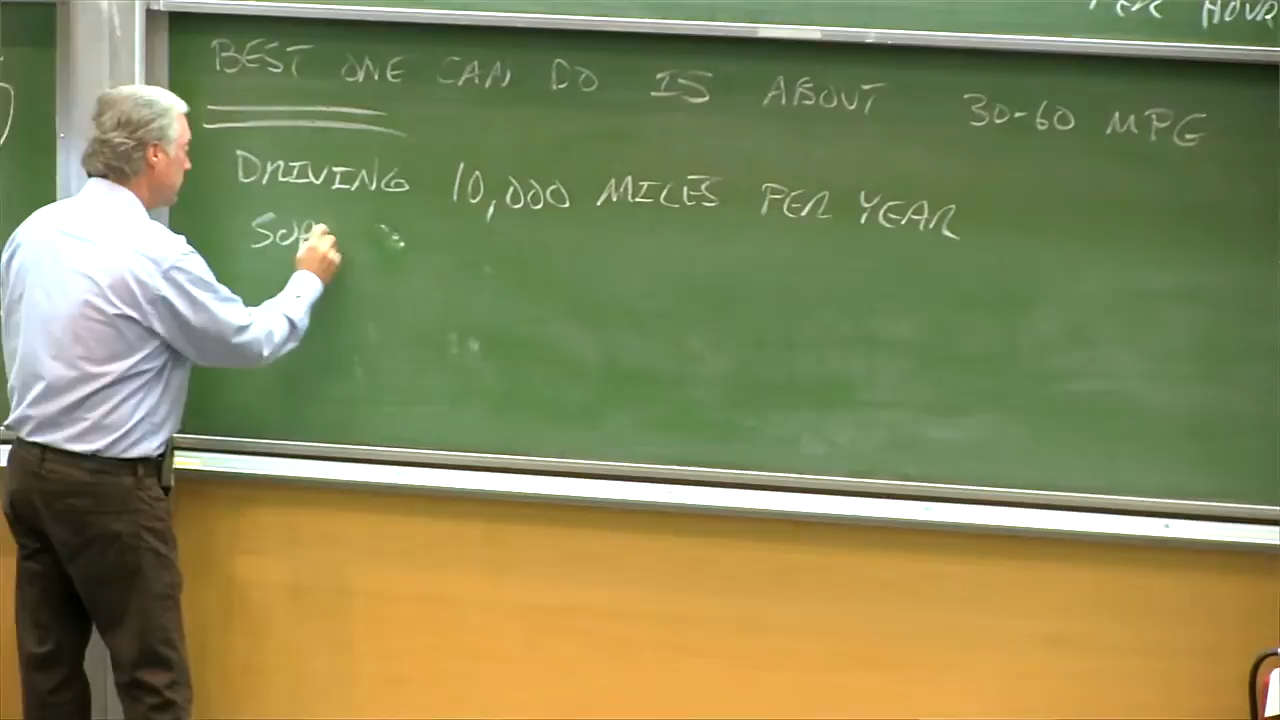 PER HOUR
BEST ONE CAN DO IS ABOUT 30-60 MPG
DRIVING 10,000 MILES PER YEAR